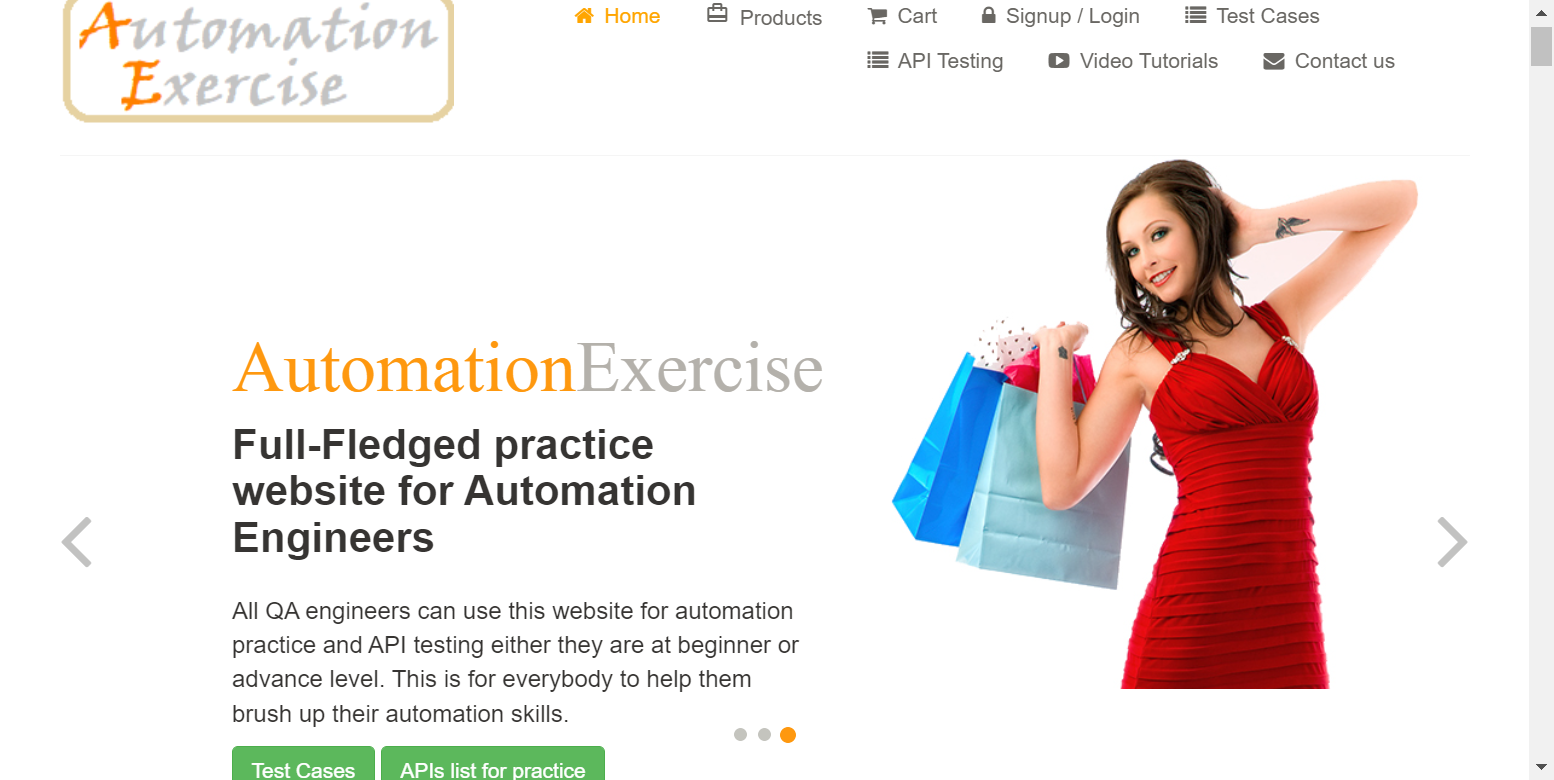 Automation
Exercise
Home
Products
Cart
Signup / Login
Test Cases
API Testing
Video Tutorials
Contact us
AutomationExercise
Full-Fledged practice
website for Automation
Engineers
All QA engineers can use this website for automation
practice and API testing either they are at beginner or
advance level. This is for everybody to help them
brush up their automation skills.
Test Cases
APIs list for practice